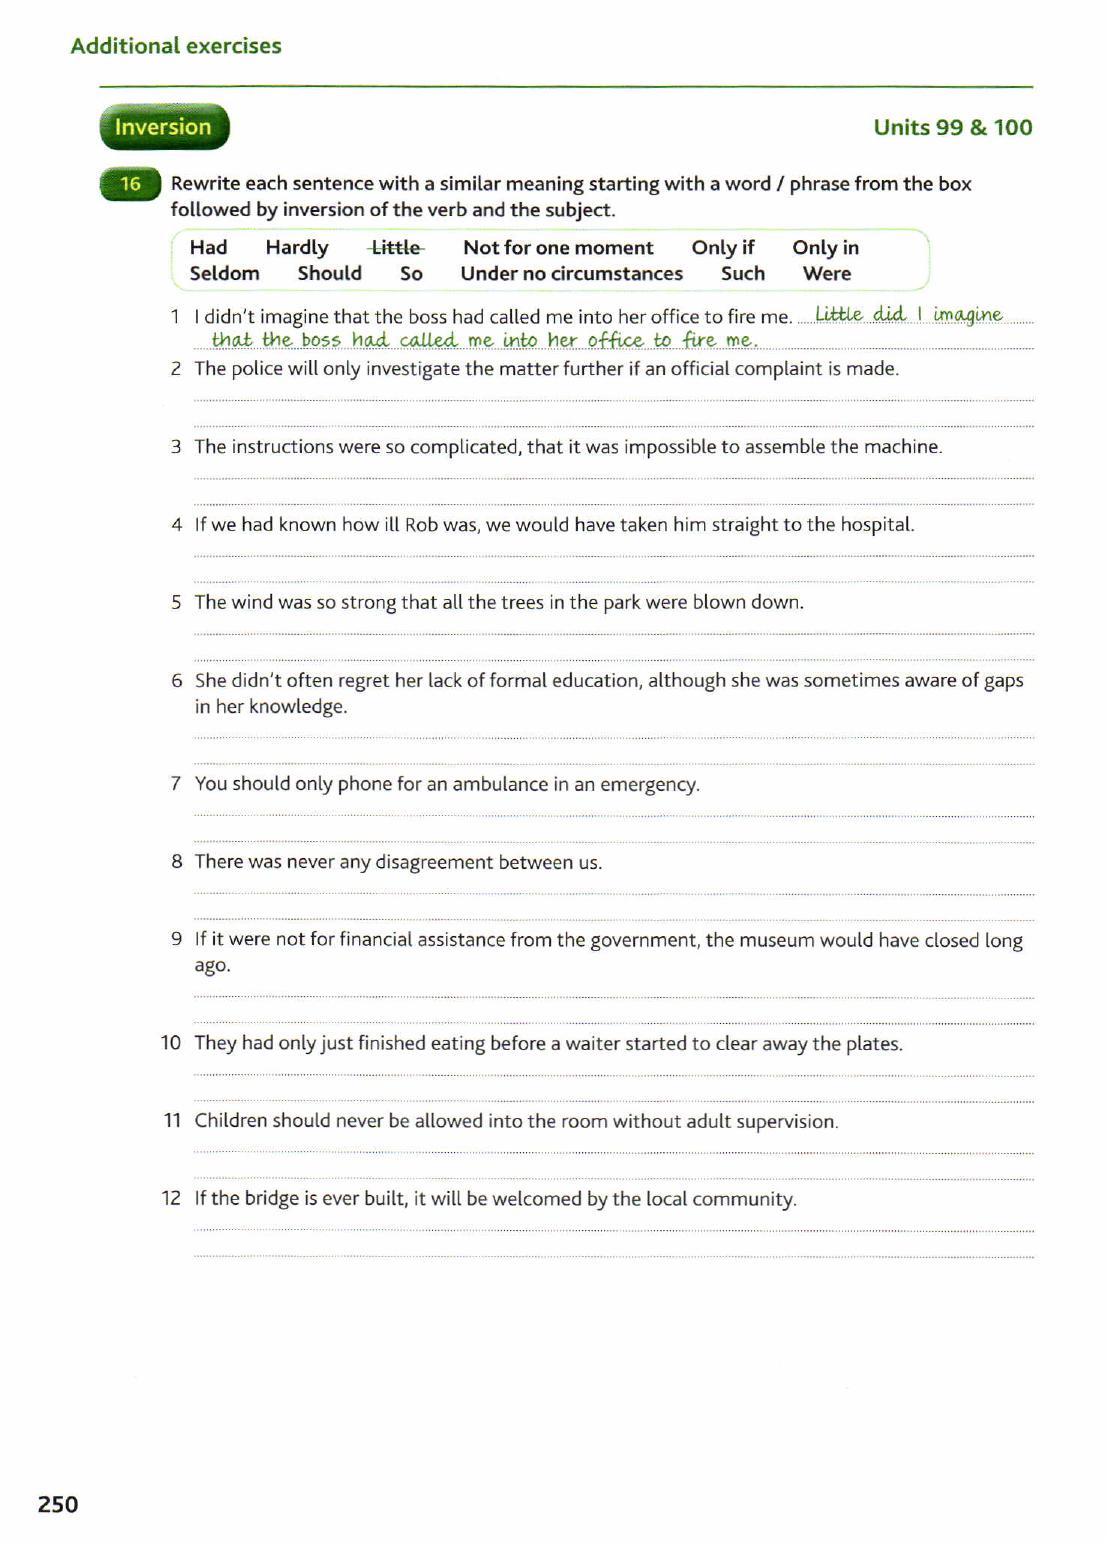 Additional exercises
Inversion
Units 99 & 100
16 Rewrite each sentence with a similar meaning starting with a word / phrase from the box
followed by inversion of the verb and the subject.
Had Hardly Little Not for one moment Only if Only in
Seldom Should So Under no circumstances Such Were
1 I didn't imagine that the boss had called me into her office to fire me. Little did I imagine
that the boss had called me into her office to fire me.
2 The police will only investigate the matter further if an official complaint is made.
3 The instructions were so complicated, that it was impossible to assemble the machine.
4 If we had known how ill Rob was, we would have taken him straight to the hospital.
5 The wind was so strong that all the trees in the park were blown down.
6 She didn't often regret her lack of formal education, although she was sometimes aware of gaps
in her knowledge.
7 You should only phone for an ambulance in an emergency.
8 There was never any disagreement between us.
9 If it were not for financial assistance from the government, the museum would have closed long
ago.
10 They had only just finished eating before a waiter started to clear away the plates.
11 Children should never be allowed into the room without adult supervision.
12 If the bridge is ever built, it will be welcomed by the local community.
250